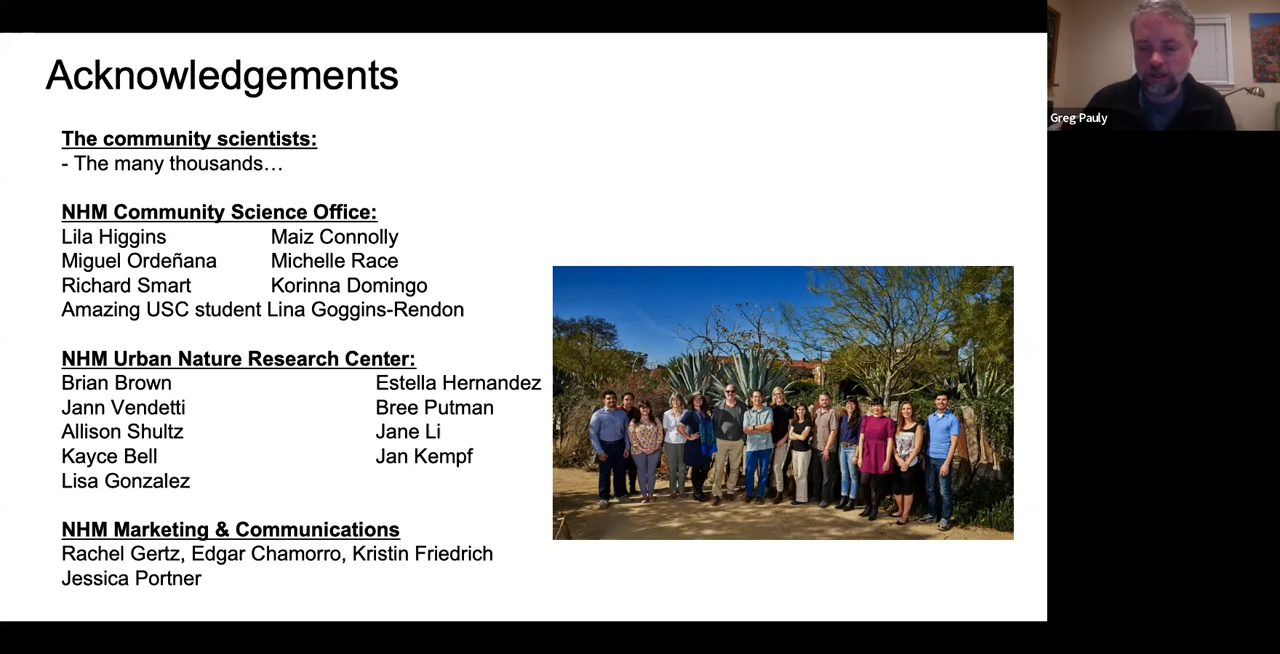 Acknowledgements
The community scientists:
- The many thousands…
NHM Community Science Office:
Lila Higgins Maiz Connolly
Miguel Ordeñana Michelle Race
Richard Smart Korinna Domingo
Amazing USC student Lina Goggins-Rendon
NHM Urban Nature Research Center:
Brian Brown Estella Hernandez
Jann Vendetti Bree Putman
Allison Shultz Jane Li
Kayce Bell Jan Kempf
Lisa Gonzalez
NHM Marketing & Communications
Rachel Gertz, Edgar Chamorro, Kristin Friedrich
Jessica Portner
Greg Pauly